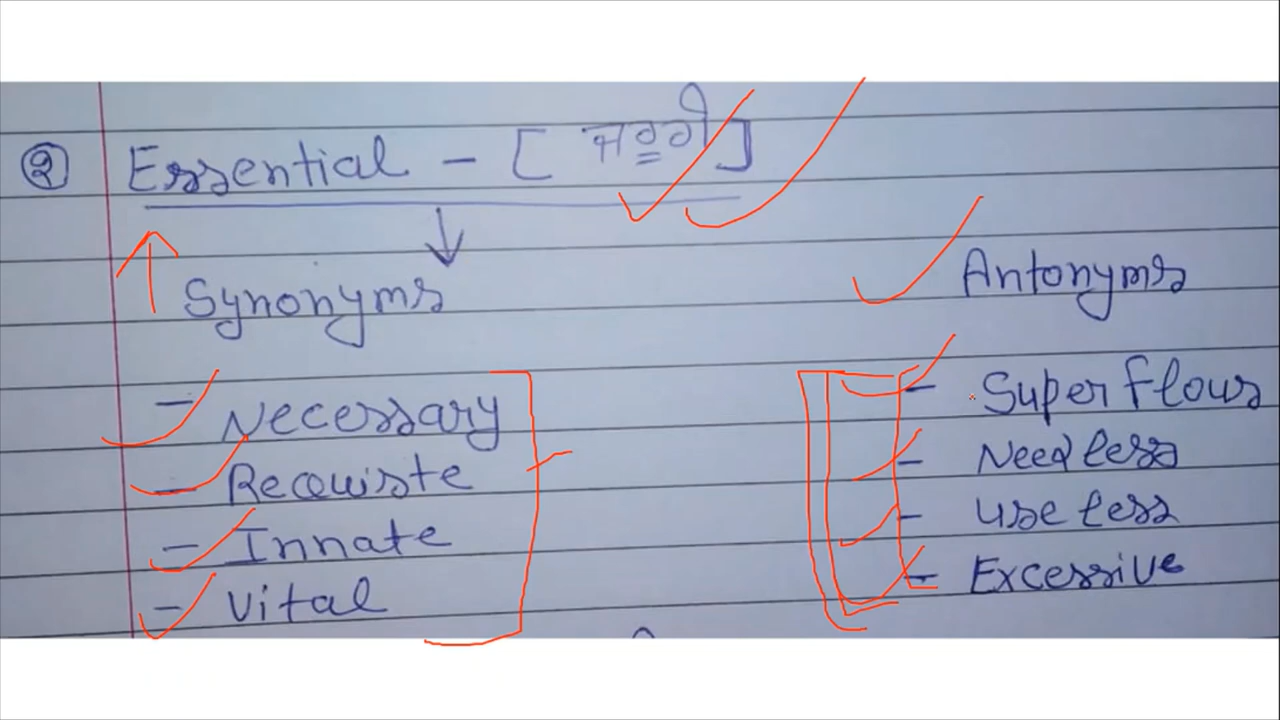 ② Essential - [ जरूरी ]
Synonyms
Antonyms
- Necessary
- Superflous
- Requiste
- Needless
- Innate
- useless
- Vital
- Excessive